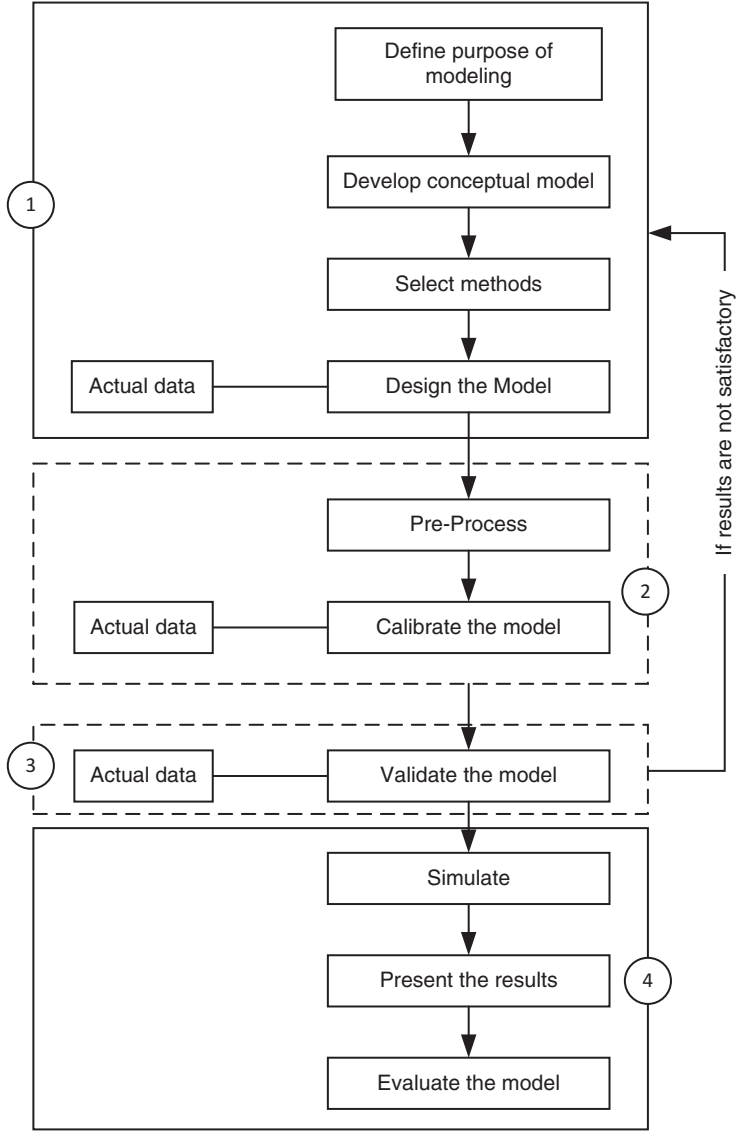 Define purpose of
modeling
1
Develop conceptual model
Select methods
Actual data
Design the Model
If results are not satisfactory
Pre-Process
2
Actual data
Calibrate the model
3
Actual data
Validate the model
Simulate
Present the results
4
Evaluate the model